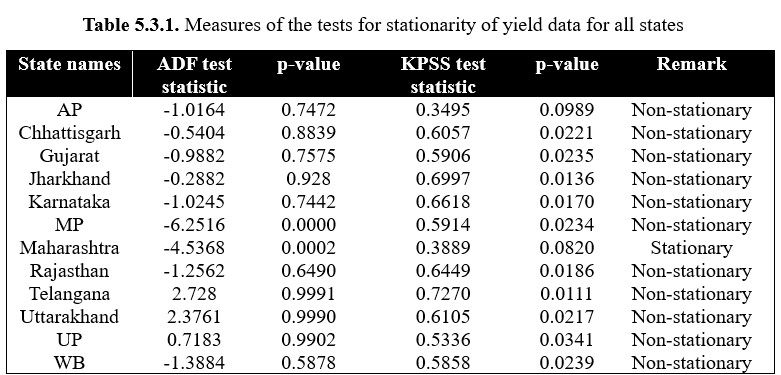 Table 5.3.1. Measures of the tests for stationarity of yield data for all states
State names ADF test statistic p-value KPSS test statistic p-value Remark
AP -1.0164 0.7472 0.3495 0.0989 Non-stationary
Chhattisgarh -0.5404 0.8839 0.6057 0.0221 Non-stationary
Gujarat -0.9882 0.7575 0.5906 0.0235 Non-stationary
Jharkhand -0.2882 0.928 0.6997 0.0136 Non-stationary
Karnataka -1.0245 0.7442 0.6618 0.0170 Non-stationary
MP -6.2516 0.0000 0.5914 0.0234 Non-stationary
Maharashtra -4.5368 0.0002 0.3889 0.0820 Stationary
Rajasthan -1.2562 0.6490 0.6449 0.0186 Non-stationary
Telangana 2.728 0.9991 0.7270 0.0111 Non-stationary
Uttarakhand 2.3761 0.9990 0.6105 0.0217 Non-stationary
UP 0.7183 0.9902 0.5336 0.0341 Non-stationary
WB -1.3884 0.5878 0.5858 0.0239 Non-stationary